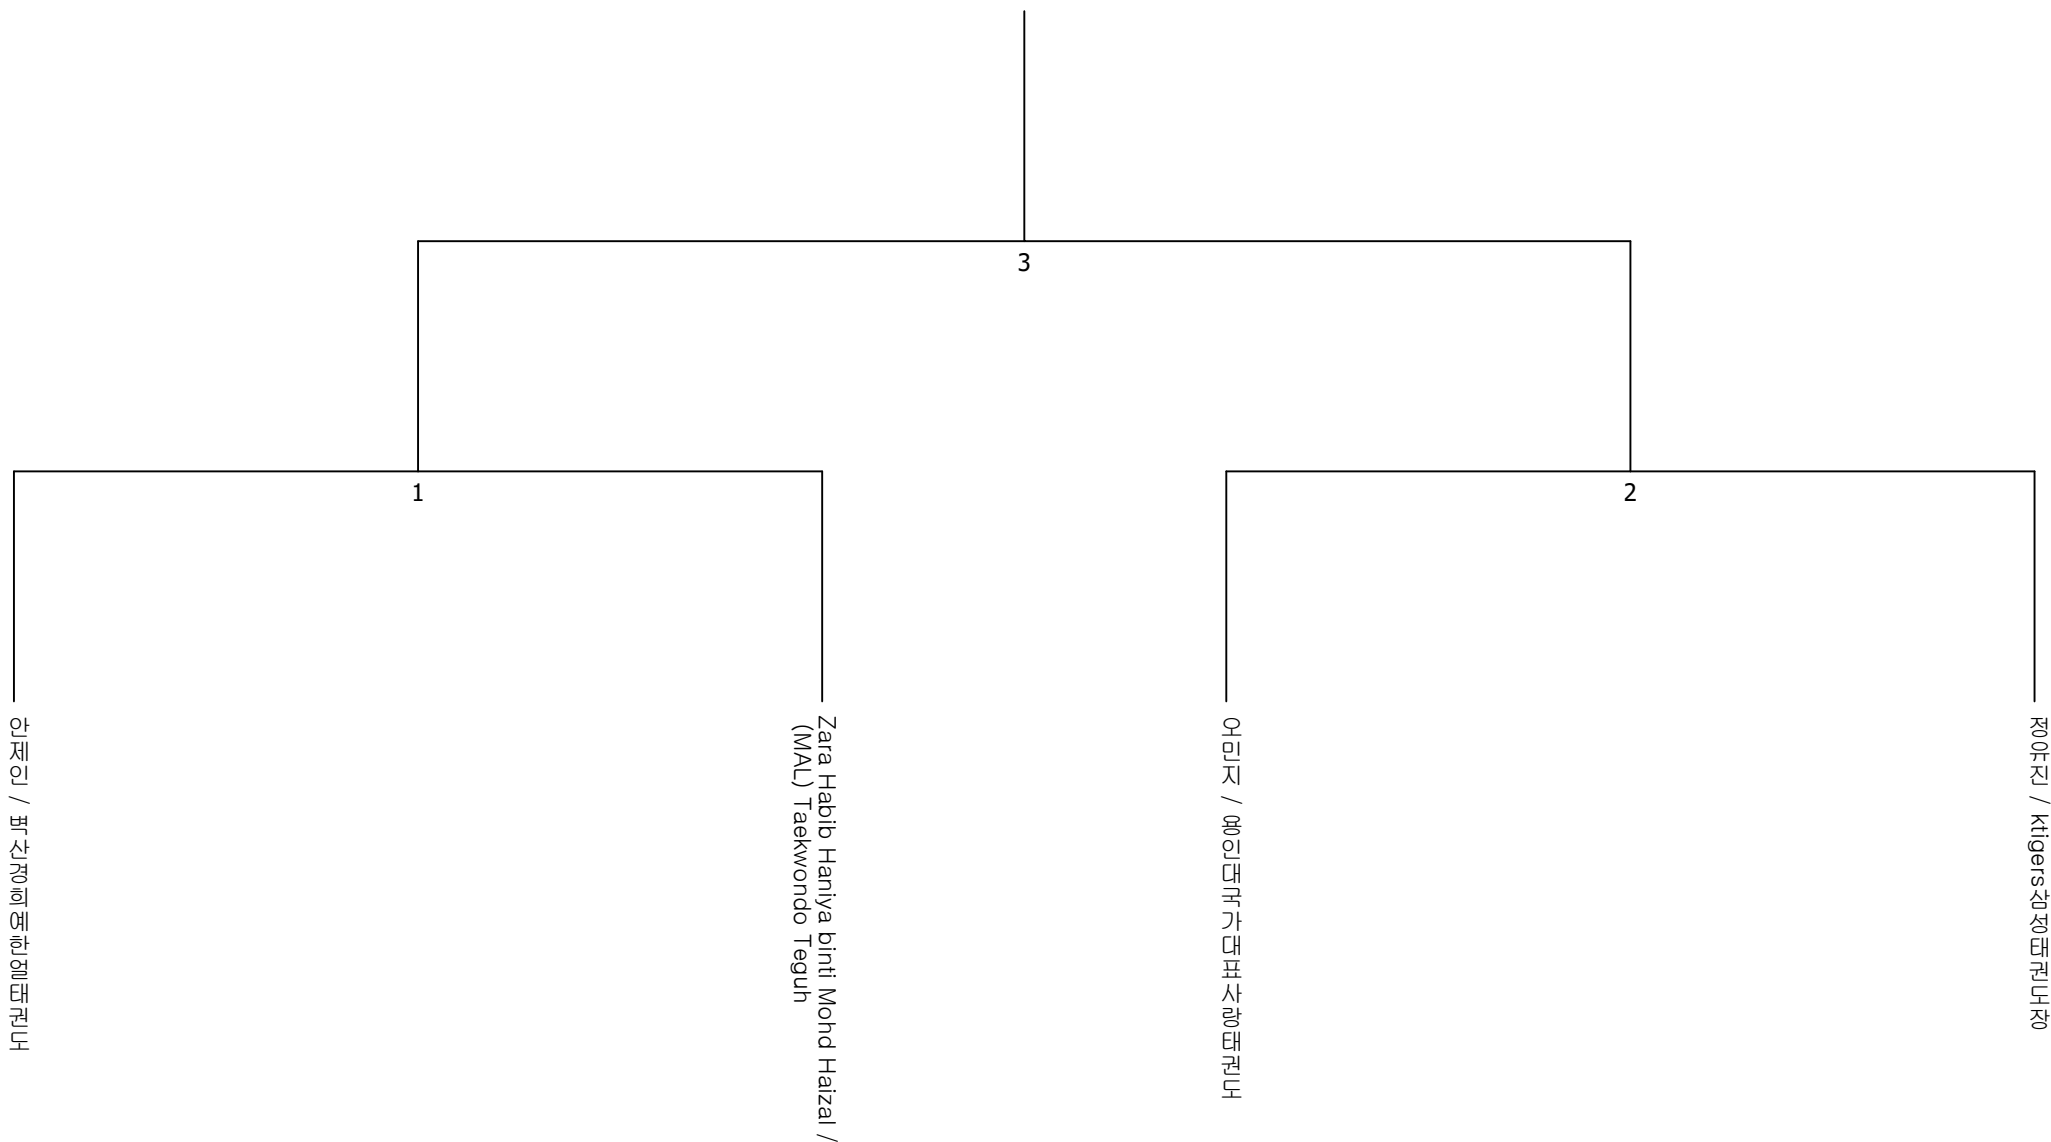 3
1
2
안제인 / 벽산경희예한얼태권도
Zara Habib Haniya binti Mohd Haizal /
(MAL) Taekwondo Teguh
오민지 / 용인대국가대표사랑태권도
정유진 / ktigers삼성태권도장